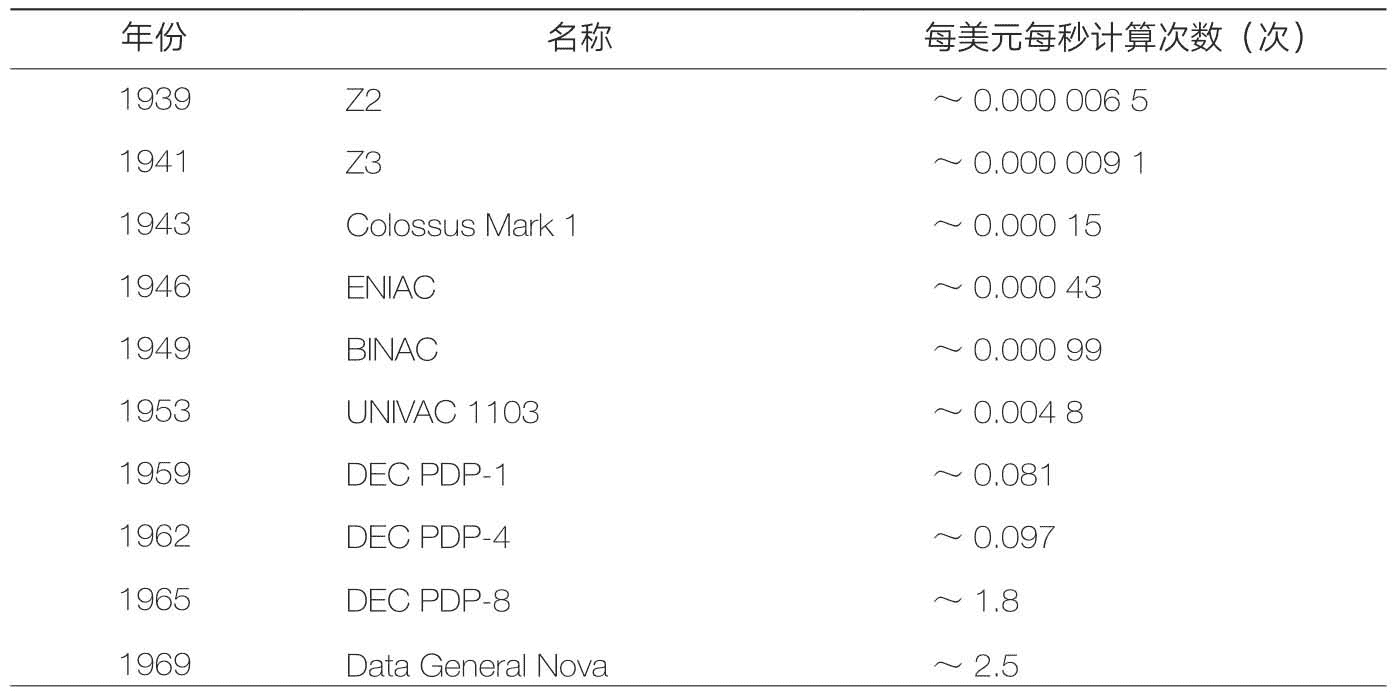 年份 名称 每美元每秒计算次数（次）
1939 Z2 ～ 0.000 006 5
1941 Z3 ～ 0.000 009 1
1943 Colossus Mark 1 ～ 0.000 15
1946 ENIAC ～ 0.000 43
1949 BINAC ～ 0.000 99
1953 UNIVAC 1103 ～ 0.004 8
1959 DEC PDP-1 ～ 0.081
1962 DEC PDP-4 ～ 0.097
1965 DEC PDP-8 ～ 1.8
1969 Data General Nova ～ 2.5